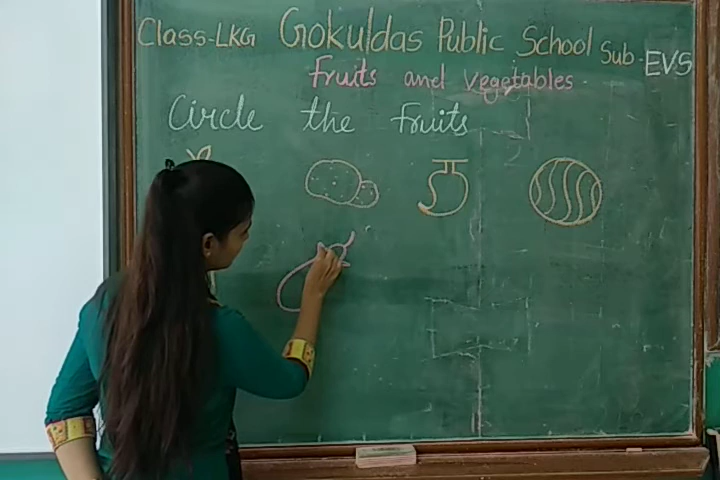 Class-LKG Gokuldas Public School Sub-EVS
Fruits and vegetables
Circle the fruits